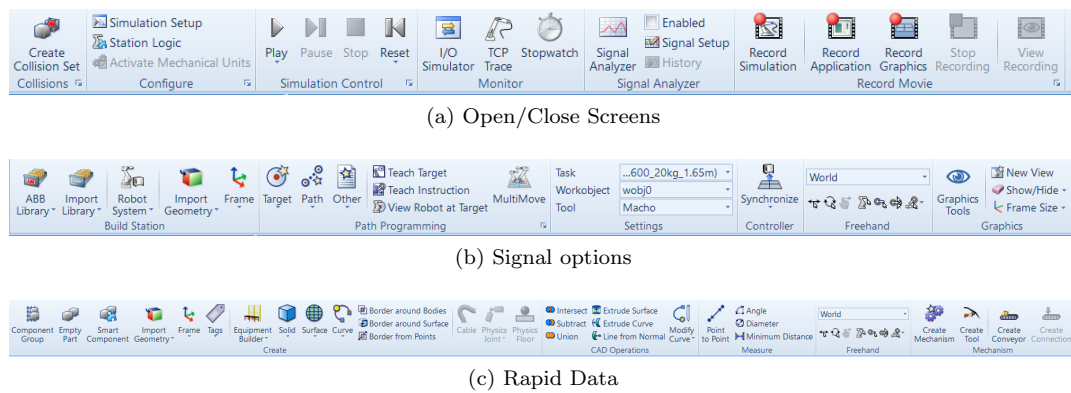 Create Collision Set
Simulation Setup
Station Logic
Activate Mechanical Units
Play Pause Stop Reset
I/O Simulator TCP Trace Stopwatch
Signal Analyzer
Enabled
Signal Setup
History
Record Simulation Record Application Record Graphics Stop Recording View Recording
Collisions Configure Simulation Control Monitor Signal Analyzer Record Movie
(a) Open/Close Screens
ABB Library Import Library Robot System Import Geometry Frame
Target Path Other
Teach Target
Teach Instruction
View Robot at Target
MultiMove
Task ...600_20kg_1.65m)
Workobject wobj0
Tool Macho
Synchronize
World
Graphics Tools
New View
Show/Hide
Frame Size
Build Station Path Programming Settings Controller Freehand Graphics
(b) Signal options
Component Group Empty Part Smart Component Import Geometry Frame Tags
Equipment Builder Solid Surface Curve
Border around Bodies
Border around Surface
Border from Points
Cable Physics Joint Physics Floor
Intersect Extrude Surface
Subtract Extrude Curve
Union Line from Normal
Modify Curve
Point to Point
Angle
Diameter
Minimum Distance
World
Create Mechanism Create Tool Create Conveyor Create Connection
Create CAD Operations Measure Freehand Mechanism
(c) Rapid Data